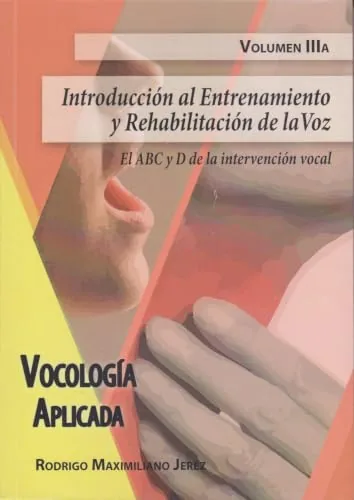 VOLUMEN IIIA
Introducción al Entrenamiento
y Rehabilitación de laVoz
El ABC y D de la intervención vocal
VOCOLOGÍA
APLICADA
RODRIGO MAXIMILIANO JEREZ